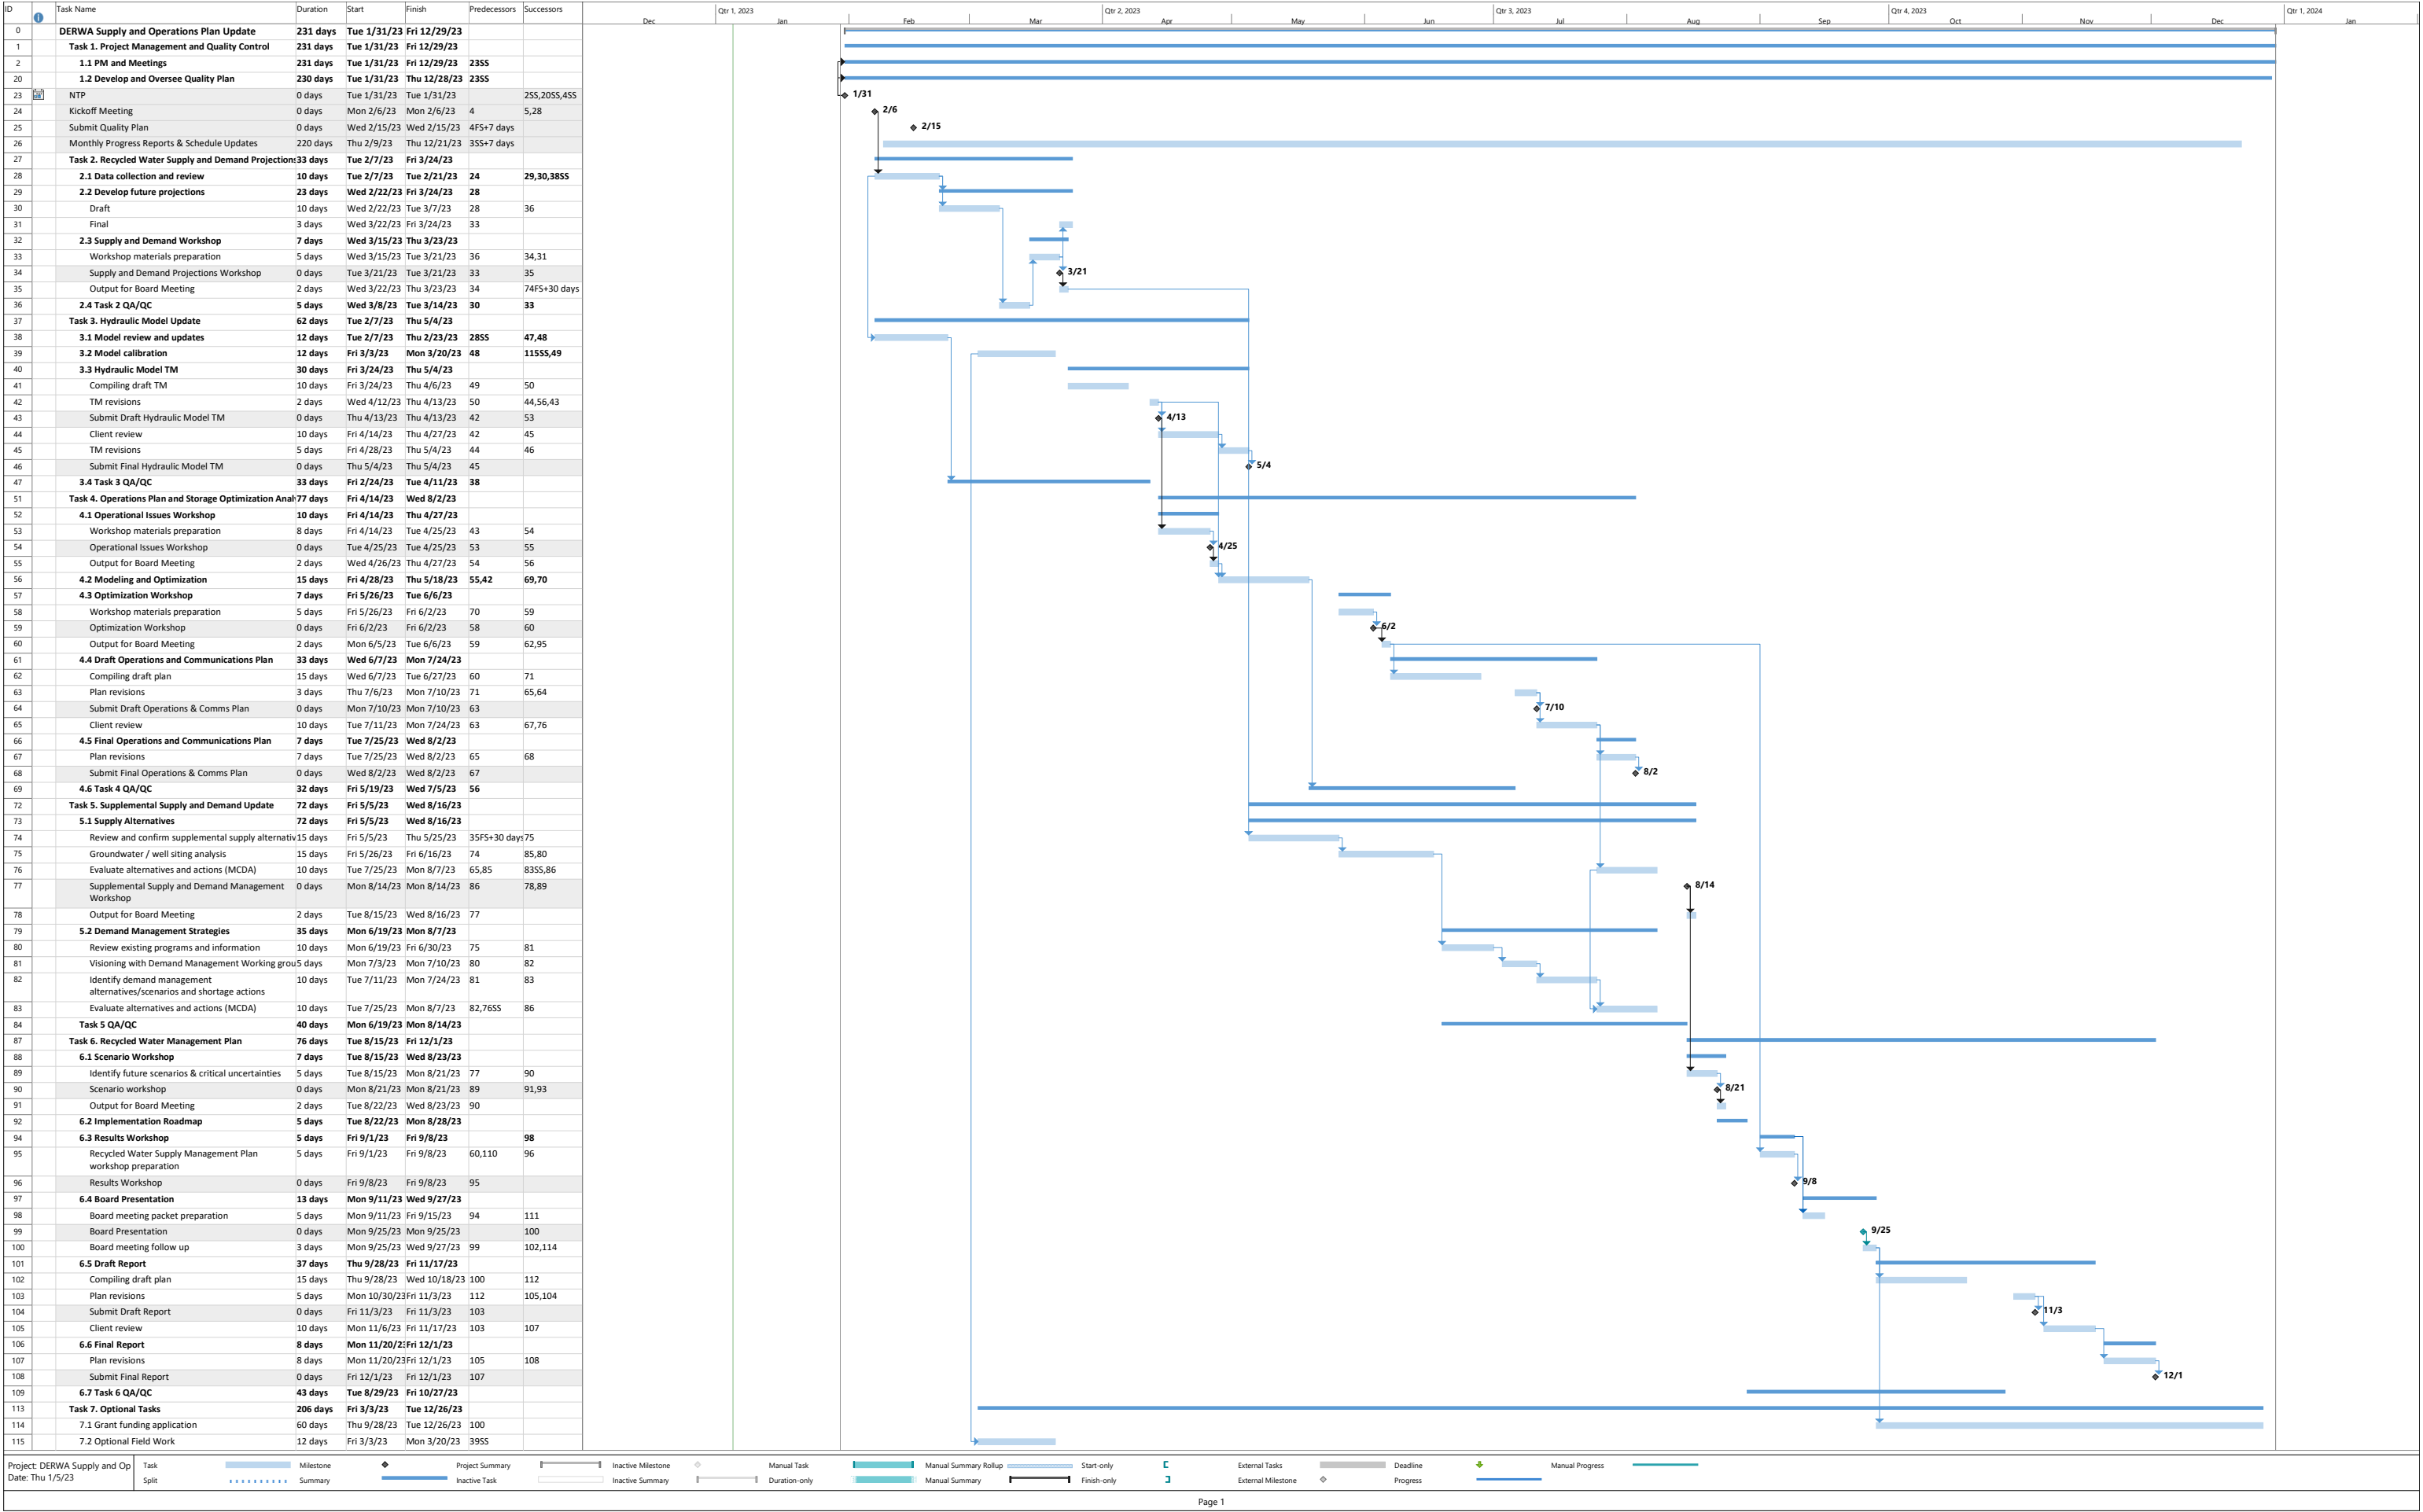 ID Task Name Duration Start Finish Predecessors Successors
Qtr 1, 2023 Qtr 2, 2023 Qtr 3, 2023 Qtr 4, 2023 Qtr 1, 2024
Dec Jan Feb Mar Apr May Jun Jul Aug Sep Oct Nov Dec Jan
0 DERWA Supply and Operations Plan Update 231 days Tue 1/31/23 Fri 12/29/23
1 Task 1. Project Management and Quality Control 231 days Tue 1/31/23 Fri 12/29/23
2 1.1 PM and Meetings 231 days Tue 1/31/23 Fri 12/29/23 23SS
20 1.2 Develop and Oversee Quality Plan 230 days Tue 1/31/23 Thu 12/28/23 23SS
23 NTP 0 days Tue 1/31/23 Tue 1/31/23 2SS,20SS,4SS 1/31
24 Kickoff Meeting 0 days Mon 2/6/23 Mon 2/6/23 4 5,28 2/6
25 Submit Quality Plan 0 days Wed 2/15/23 Wed 2/15/23 4FS+7 days 2/15
26 Monthly Progress Reports & Schedule Updates 220 days Thu 2/9/23 Thu 12/21/23 3SS+7 days
27 Task 2. Recycled Water Supply and Demand Projections 33 days Tue 2/7/23 Fri 3/24/23
28 2.1 Data collection and review 10 days Tue 2/7/23 Tue 2/21/23 24 29,30,38SS
29 2.2 Develop future projections 23 days Wed 2/22/23 Fri 3/24/23 28
30 Draft 10 days Wed 2/22/23 Tue 3/7/23 28 36
31 Final 3 days Wed 3/22/23 Fri 3/24/23 33
32 2.3 Supply and Demand Workshop 7 days Wed 3/15/23 Thu 3/23/23
33 Workshop materials preparation 5 days Wed 3/15/23 Tue 3/21/23 36 34,31
34 Supply and Demand Projections Workshop 0 days Tue 3/21/23 Tue 3/21/23 33 35 3/21
35 Output for Board Meeting 2 days Wed 3/22/23 Thu 3/23/23 34 74FS+30 days
36 2.4 Task 2 QA/QC 5 days Wed 3/8/23 Tue 3/14/23 30 33
37 Task 3. Hydraulic Model Update 62 days Tue 2/7/23 Thu 5/4/23
38 3.1 Model review and updates 12 days Tue 2/7/23 Thu 2/23/23 28SS 47,48
39 3.2 Model calibration 12 days Fri 3/3/23 Mon 3/20/23 48 115SS,49
40 3.3 Hydraulic Model TM 30 days Fri 3/24/23 Thu 5/4/23
41 Compiling draft TM 10 days Fri 3/24/23 Thu 4/6/23 49 50
42 TM revisions 2 days Wed 4/12/23 Thu 4/13/23 50 44,56,43
43 Submit Draft Hydraulic Model TM 0 days Thu 4/13/23 Thu 4/13/23 42 53 4/13
44 Client review 10 days Fri 4/14/23 Thu 4/27/23 42 45
45 TM revisions 5 days Fri 4/28/23 Thu 5/4/23 44 46
46 Submit Final Hydraulic Model TM 0 days Thu 5/4/23 Thu 5/4/23 45 5/4
47 3.4 Task 3 QA/QC 33 days Fri 2/24/23 Tue 4/11/23 38
51 Task 4. Operations Plan and Storage Optimization Anal 77 days Fri 4/14/23 Wed 8/2/23
52 4.1 Operational Issues Workshop 10 days Fri 4/14/23 Thu 4/27/23
53 Workshop materials preparation 8 days Fri 4/14/23 Tue 4/25/23 43 54
54 Operational Issues Workshop 0 days Tue 4/25/23 Tue 4/25/23 53 55 4/25
55 Output for Board Meeting 2 days Wed 4/26/23 Thu 4/27/23 54 56
56 4.2 Modeling and Optimization 15 days Fri 4/28/23 Thu 5/18/23 55,42 69,70
57 4.3 Optimization Workshop 7 days Fri 5/26/23 Tue 6/6/23
58 Workshop materials preparation 5 days Fri 5/26/23 Fri 6/2/23 70 59
59 Optimization Workshop 0 days Fri 6/2/23 Fri 6/2/23 58 60 6/2
60 Output for Board Meeting 2 days Mon 6/5/23 Tue 6/6/23 59 62,95
61 4.4 Draft Operations and Communications Plan 33 days Wed 6/7/23 Mon 7/24/23
62 Compiling draft plan 15 days Wed 6/7/23 Tue 6/27/23 60 71
63 Plan revisions 3 days Thu 7/6/23 Mon 7/10/23 71 65,64
64 Submit Draft Operations & Comms Plan 0 days Mon 7/10/23 Mon 7/10/23 63 7/10
65 Client review 10 days Tue 7/11/23 Mon 7/24/23 63 67,76
66 4.5 Final Operations and Communications Plan 7 days Tue 7/25/23 Wed 8/2/23
67 Plan revisions 7 days Tue 7/25/23 Wed 8/2/23 65 68
68 Submit Final Operations & Comms Plan 0 days Wed 8/2/23 Wed 8/2/23 67 8/2
69 4.6 Task 4 QA/QC 32 days Fri 5/19/23 Wed 7/5/23 56
72 Task 5. Supplemental Supply and Demand Update 72 days Fri 5/5/23 Wed 8/16/23
73 5.1 Supply Alternatives 72 days Fri 5/5/23 Wed 8/16/23
74 Review and confirm supplemental supply alternativ 15 days Fri 5/5/23 Thu 5/25/23 35FS+30 days 75
75 Groundwater / well siting analysis 15 days Fri 5/26/23 Fri 6/16/23 74 85,80
76 Evaluate alternatives and actions (MCDA) 10 days Tue 7/25/23 Mon 8/7/23 65,85 83SS,86
77 Supplemental Supply and Demand Management 0 days Mon 8/14/23 Mon 8/14/23 86 78,89 8/14
Workshop
78 Output for Board Meeting 2 days Tue 8/15/23 Wed 8/16/23 77
79 5.2 Demand Management Strategies 35 days Mon 6/19/23 Mon 8/7/23
80 Review existing programs and information 10 days Mon 6/19/23 Fri 6/30/23 75 81
81 Visioning with Demand Management Working grou 5 days Mon 7/3/23 Mon 7/10/23 80 82
82 Identify demand management 10 days Tue 7/11/23 Mon 7/24/23 81 83
alternatives/scenarios and shortage actions
83 Evaluate alternatives and actions (MCDA) 10 days Tue 7/25/23 Mon 8/7/23 82,76SS 86
84 Task 5 QA/QC 40 days Mon 6/19/23 Mon 8/14/23
87 Task 6. Recycled Water Management Plan 76 days Tue 8/15/23 Fri 12/1/23
88 6.1 Scenario Workshop 7 days Tue 8/15/23 Wed 8/23/23
89 Identify future scenarios & critical uncertainties 5 days Tue 8/15/23 Mon 8/21/23 77 90
90 Scenario workshop 0 days Mon 8/21/23 Mon 8/21/23 89 91,93 8/21
91 Output for Board Meeting 2 days Tue 8/22/23 Wed 8/23/23 90
92 6.2 Implementation Roadmap 5 days Tue 8/22/23 Mon 8/28/23
94 6.3 Results Workshop 5 days Fri 9/1/23 Fri 9/8/23 98
95 Recycled Water Supply Management Plan 5 days Fri 9/1/23 Fri 9/8/23 60,110 96
workshop preparation
96 Results Workshop 0 days Fri 9/8/23 Fri 9/8/23 95 9/8
97 6.4 Board Presentation 13 days Mon 9/11/23 Wed 9/27/23
98 Board meeting packet preparation 5 days Mon 9/11/23 Fri 9/15/23 94 111
99 Board Presentation 0 days Mon 9/25/23 Mon 9/25/23 100 9/25
100 Board meeting follow up 3 days Mon 9/25/23 Wed 9/27/23 99 102,114
101 6.5 Draft Report 37 days Thu 9/28/23 Fri 11/17/23
102 Compiling draft plan 15 days Thu 9/28/23 Wed 10/18/23 100 112
103 Plan revisions 5 days Mon 10/30/23 Fri 11/3/23 112 105,104
104 Submit Draft Report 0 days Fri 11/3/23 Fri 11/3/23 103 11/3
105 Client review 10 days Mon 11/6/23 Fri 11/17/23 103 107
106 6.6 Final Report 8 days Mon 11/20/23 Fri 12/1/23
107 Plan revisions 8 days Mon 11/20/23 Fri 12/1/23 105 108
108 Submit Final Report 0 days Fri 12/1/23 Fri 12/1/23 107 12/1
109 6.7 Task 6 QA/QC 43 days Tue 8/29/23 Fri 10/27/23
113 Task 7. Optional Tasks 206 days Fri 3/3/23 Tue 12/26/23
114 7.1 Grant funding application 60 days Thu 9/28/23 Tue 12/26/23 100
115 7.2 Optional Field Work 12 days Fri 3/3/23 Mon 3/20/23 39SS
Project: DERWA Supply and Op
Date: Thu 1/5/23
Task Milestone Project Summary Inactive Milestone Manual Task Manual Summary Rollup Start-only External Tasks Deadline Manual Progress
Split Summary Inactive Task Inactive Summary Duration-only Manual Summary Finish-only External Milestone Progress
Page 1